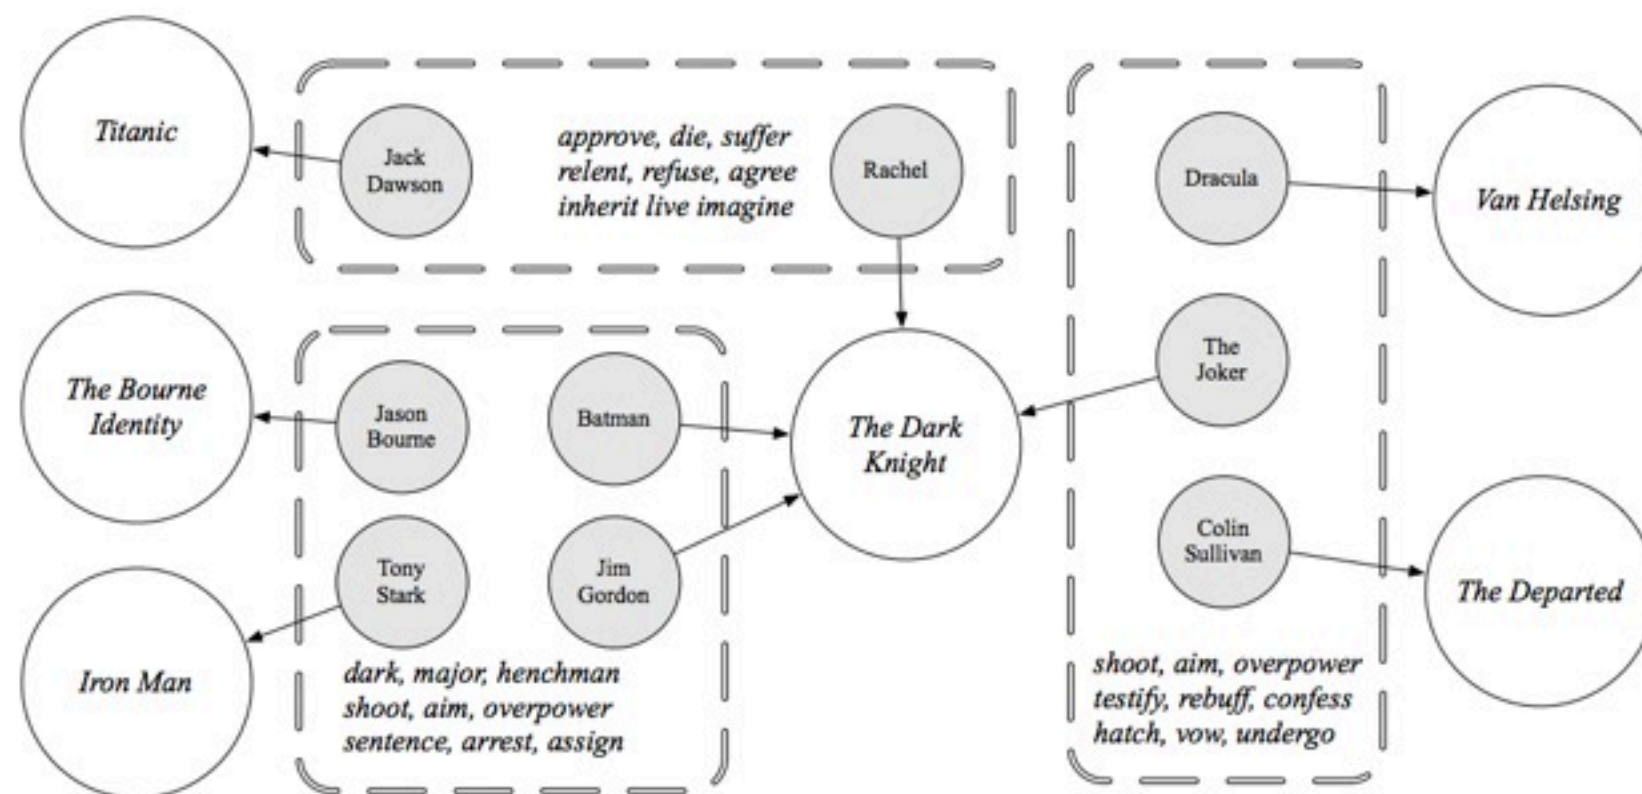 Titanic
Jack
Dawson
approve, die, suffer
relent, refuse, agree
inherit live imagine
Rachel
Dracula
Van Helsing
The Bourne
Identity
Jason
Bourne
Batman
The Dark
Knight
The
Joker
Iron Man
Tony
Stark
Jim
Gordon
dark, major, henchman
shoot, aim, overpower
sentence, arrest, assign
Colin
Sullivan
The Departed
shoot, aim, overpower
testify, rebuff, confess
hatch, vow, undergo